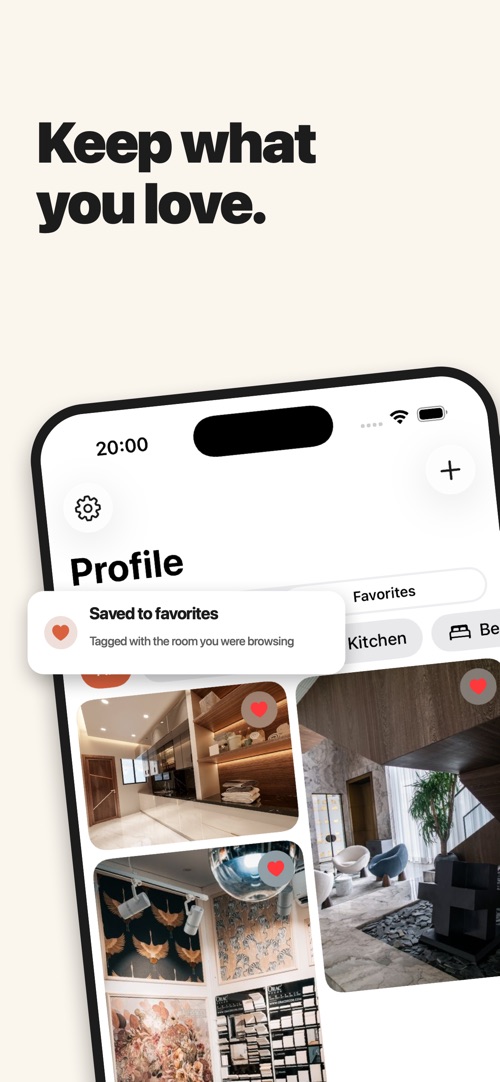 Keep what
you love.
20:00
Profile
Favorites
Saved to favorites
Tagged with the room you were browsing
Kitchen
Be